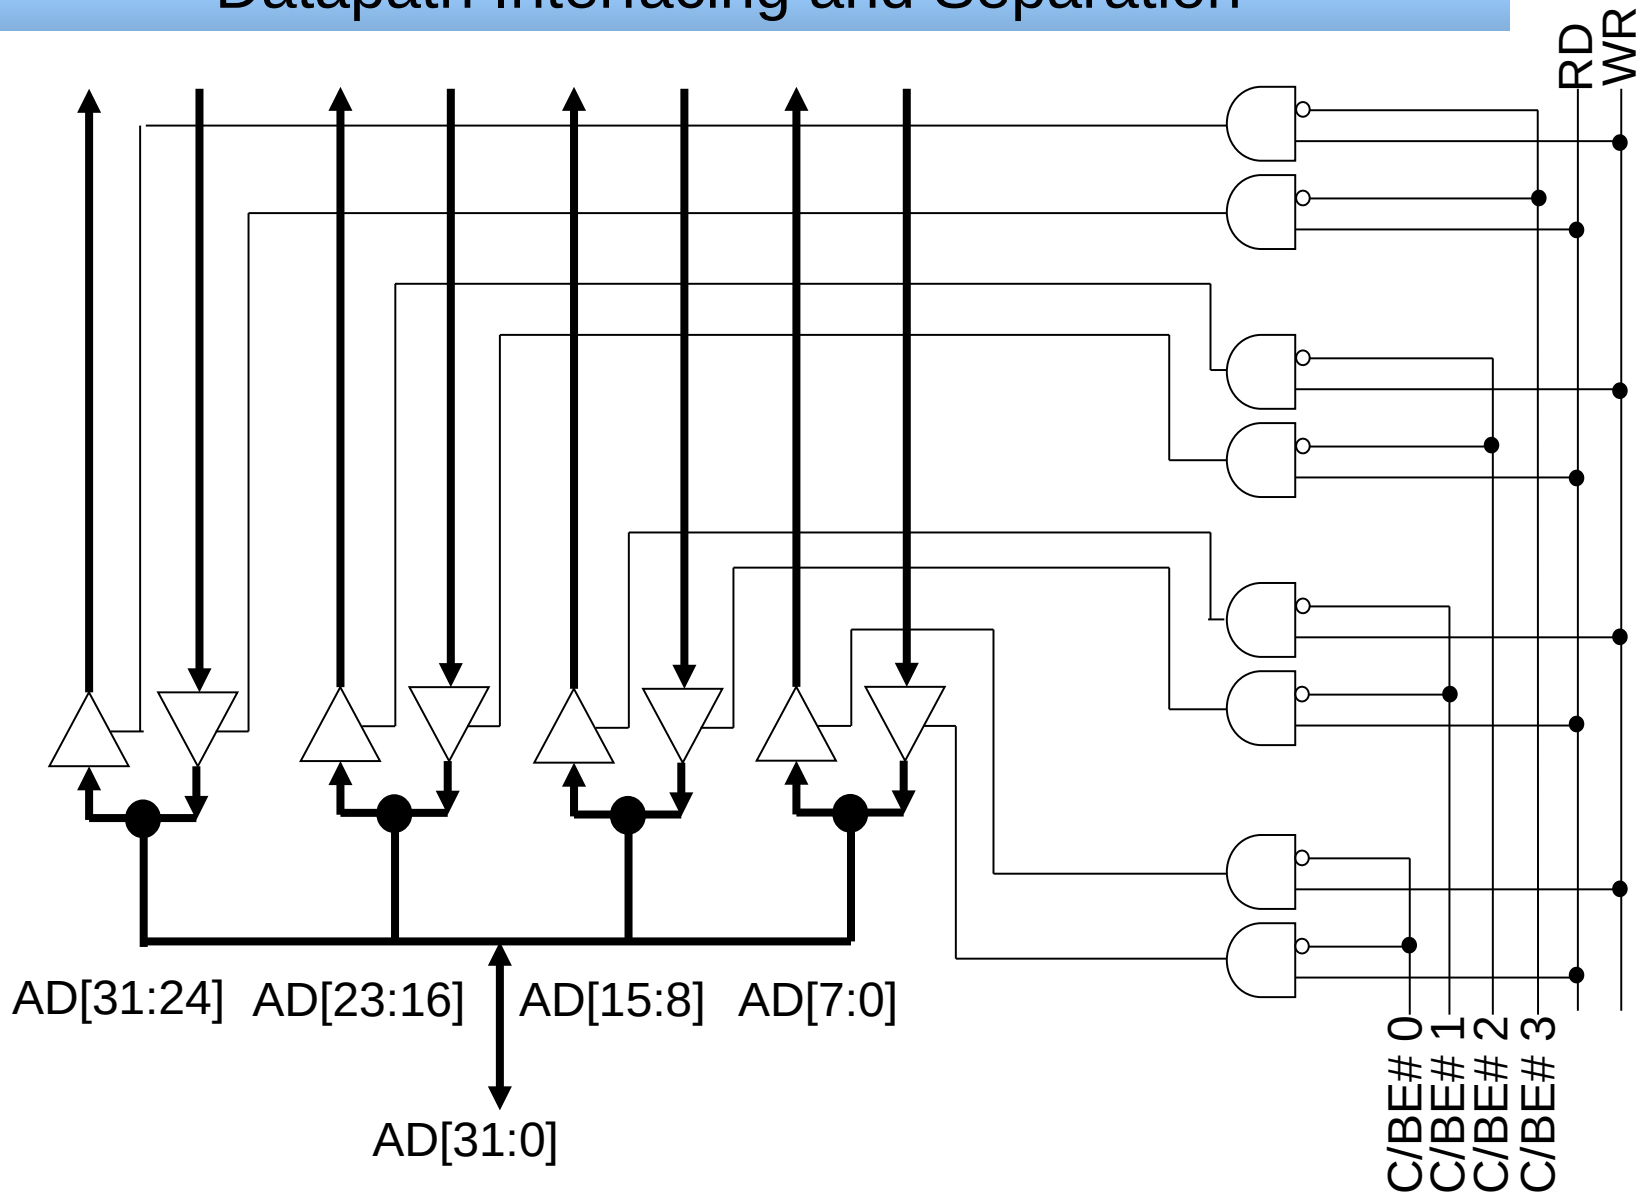 Datapath Interfacing and Separation
RD
WR
AD[31:24]
AD[23:16]
AD[15:8]
AD[7:0]
AD[31:0]
C/BE# 0
C/BE# 1
C/BE# 2
C/BE# 3